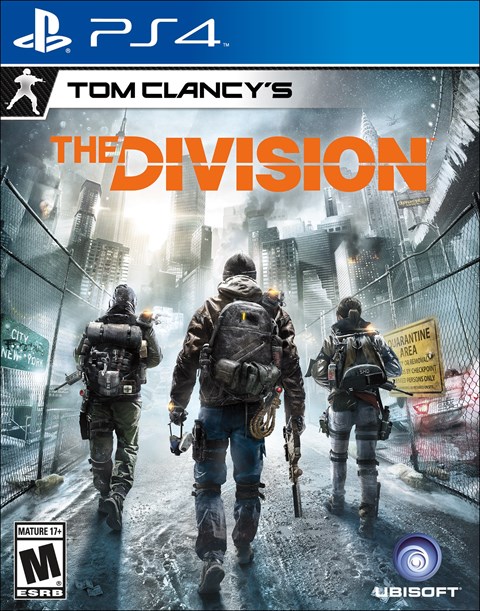 PS4
TOM CLANCY'S
THE DIVISION
CITY
NEW YORK
QUARANTINE
AREA
BY CHECKPOINT
PERSONS ONLY
MATURE 17+
M
ESRB
UBISOFT